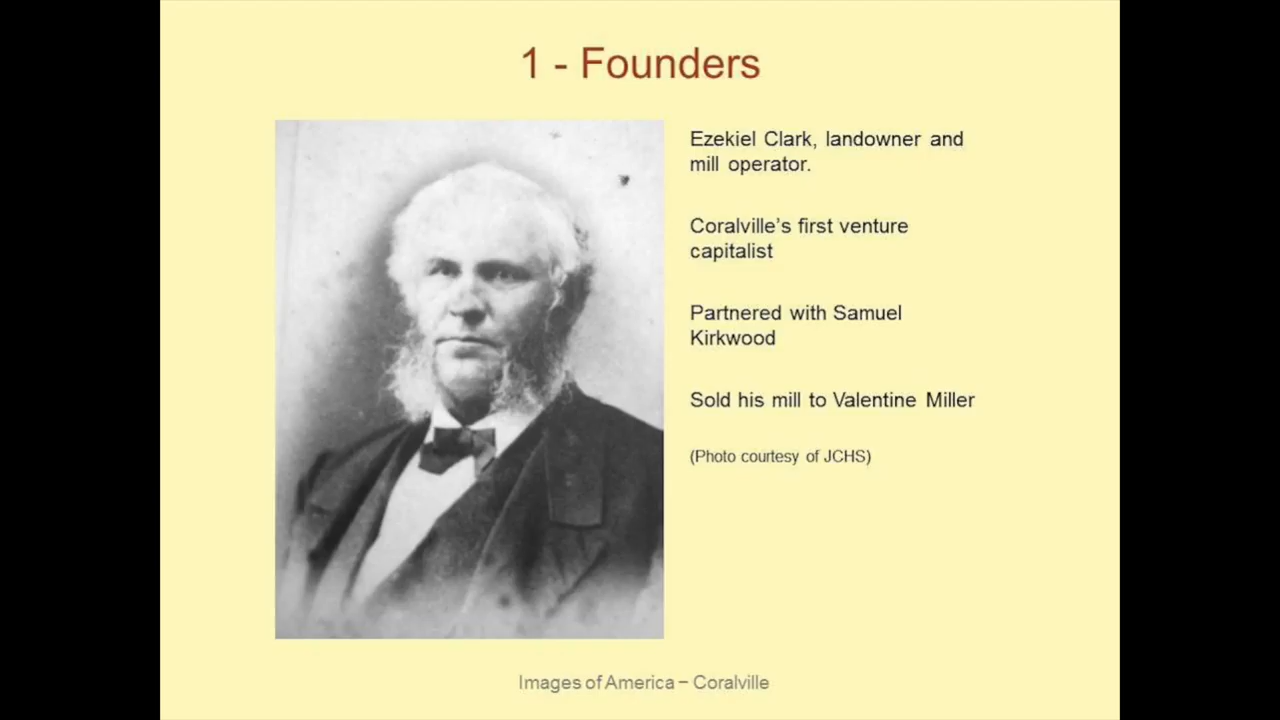 1 - Founders
Ezekiel Clark, landowner and
mill operator.
Coralville’s first venture
capitalist
Partnered with Samuel
Kirkwood
Sold his mill to Valentine Miller
(Photo courtesy of JCHS)
Images of America – Coralville